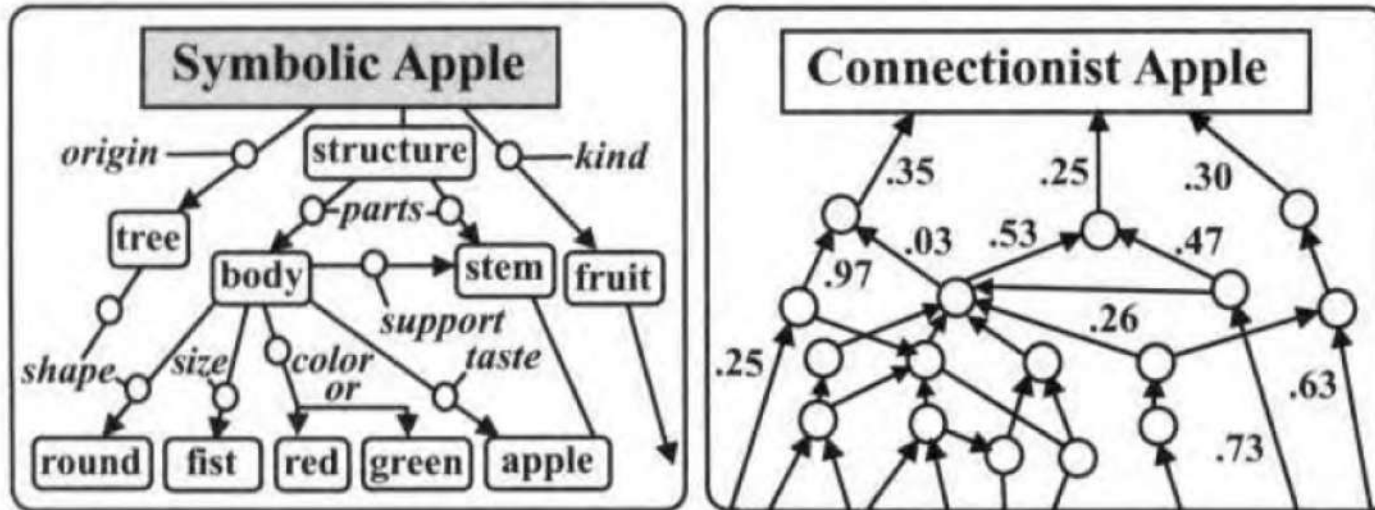 Symbolic Apple
origin
structure
kind
parts
tree
body
stem
fruit
support
shape
size
color
or
taste
round
fist
red
green
apple
Connectionist Apple
.35
.25
.30
.03
.53
.47
.97
.26
.25
.63
.73